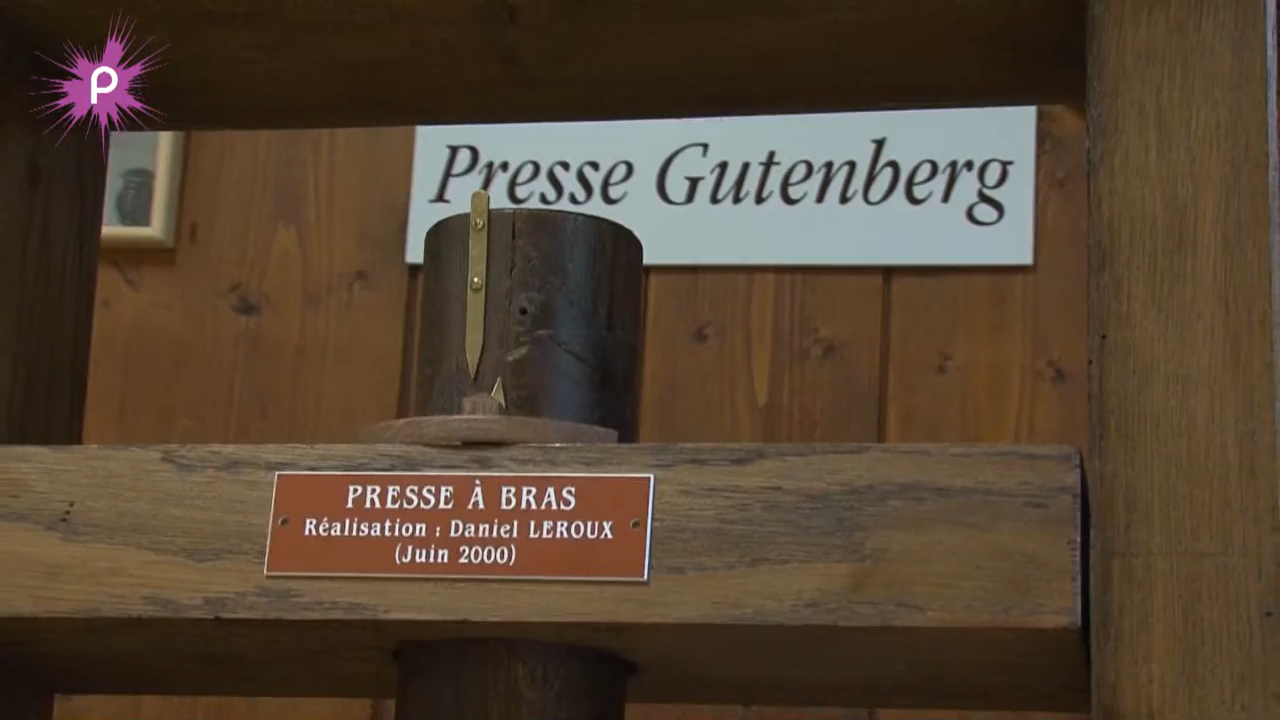 P
Presse Gutenberg
PRESSE À BRAS
Réalisation : Daniel LEROUX
(Juin 2000)